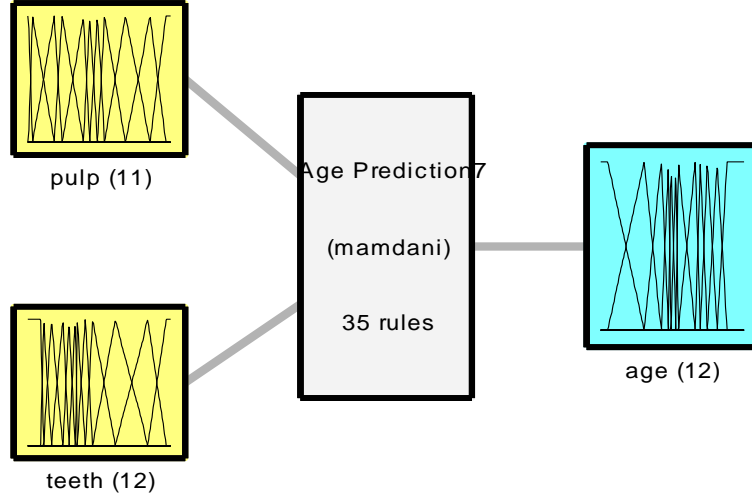 pulp (11)
Age Prediction7
(mamdani)
35 rules
age (12)
teeth (12)